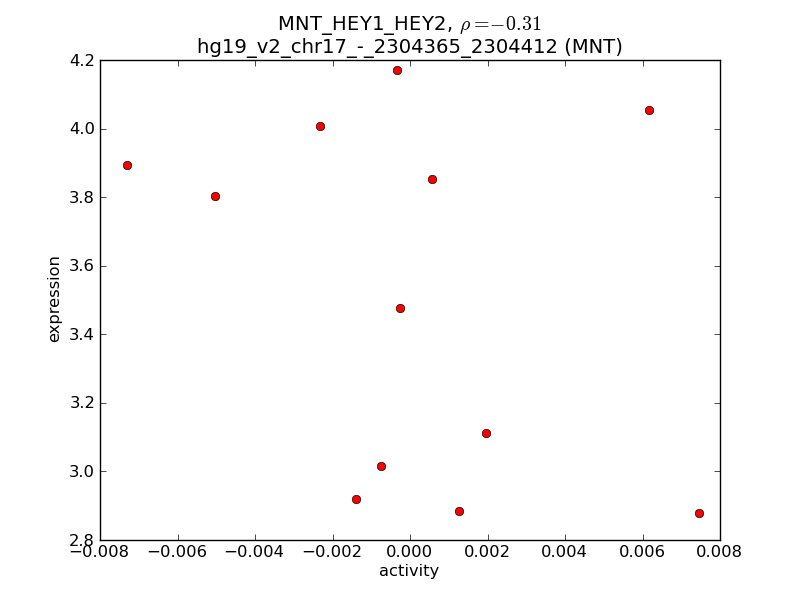 MNT_HEY1_HEY2, ρ=−0.31
hg19_v2_chr17_-_2304365_2304412 (MNT)
4.2
4.0
3.8
3.6
3.4
3.2
3.0
2.8
expression
−0.008 −0.006 −0.004 −0.002 0.000 0.002 0.004 0.006 0.008
activity